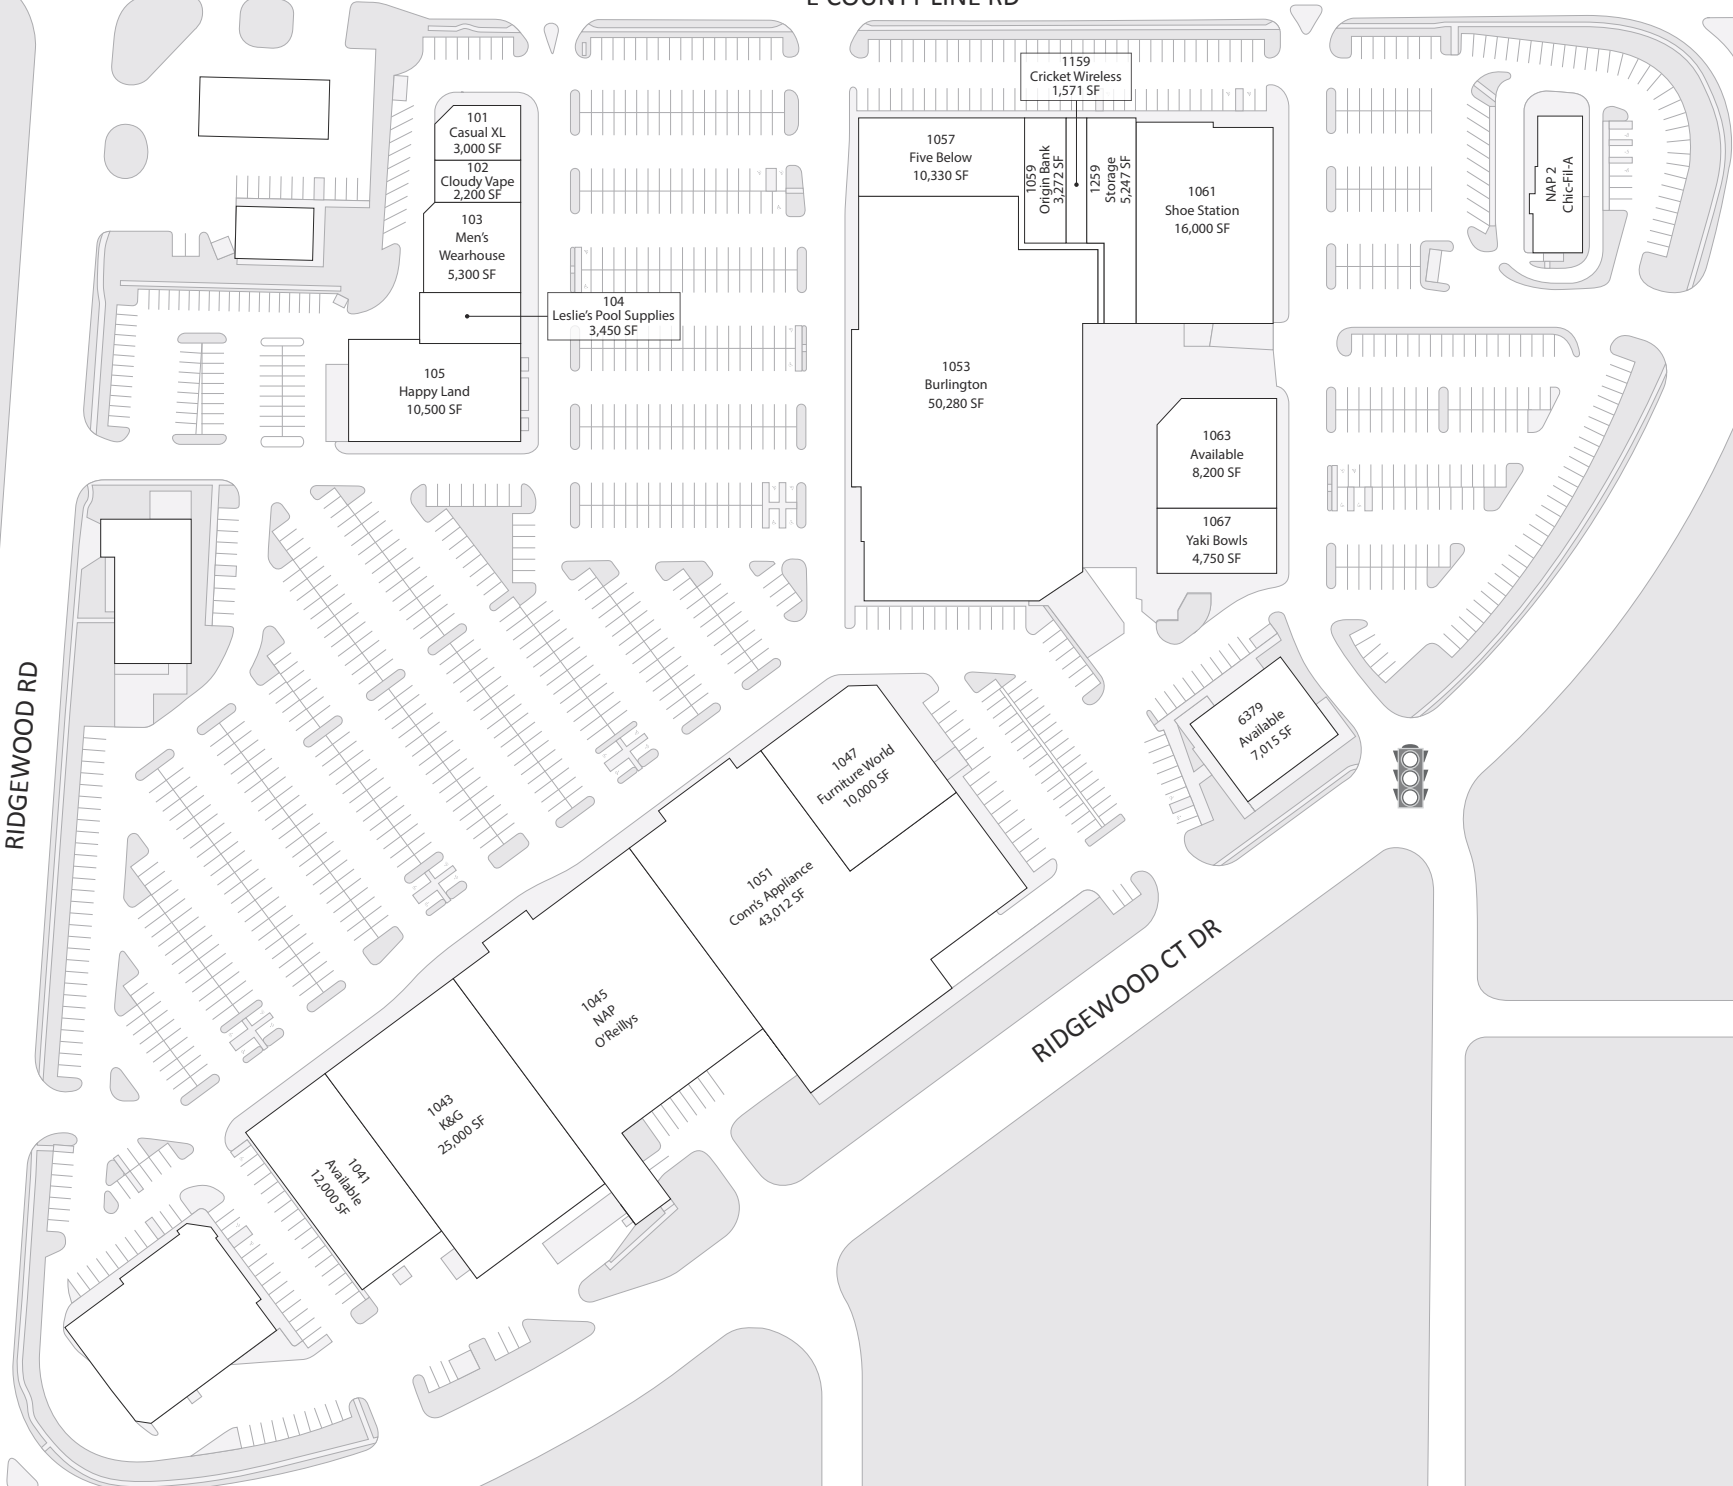 E COUNTY LINE RD
1159
Cricket Wireless
1,571 SF
101
Casual XL
3,000 SF
102
Cloudy Vape
2,200 SF
103
Men's
Wearhouse
5,300 SF
104
Leslie's Pool Supplies
3,450 SF
105
Happy Land
10,500 SF
1057
Five Below
10,330 SF
1059
Origin Bank
3,272 SF
1259
Storage
5,247 SF
1061
Shoe Station
16,000 SF
NAP 2
Chic-Fil-A
1053
Burlington
50,280 SF
1063
Available
8,200 SF
1067
Yaki Bowls
4,750 SF
6379
Available
7,015 SF
RIDGEWOOD RD
1047
Furniture World
10,000 SF
1051
Conn's Appliance
43,012 SF
1045
NAP
O'Reillys
1043
K&G
25,000 SF
1041
Available
12,000 SF
RIDGEWOOD CT DR